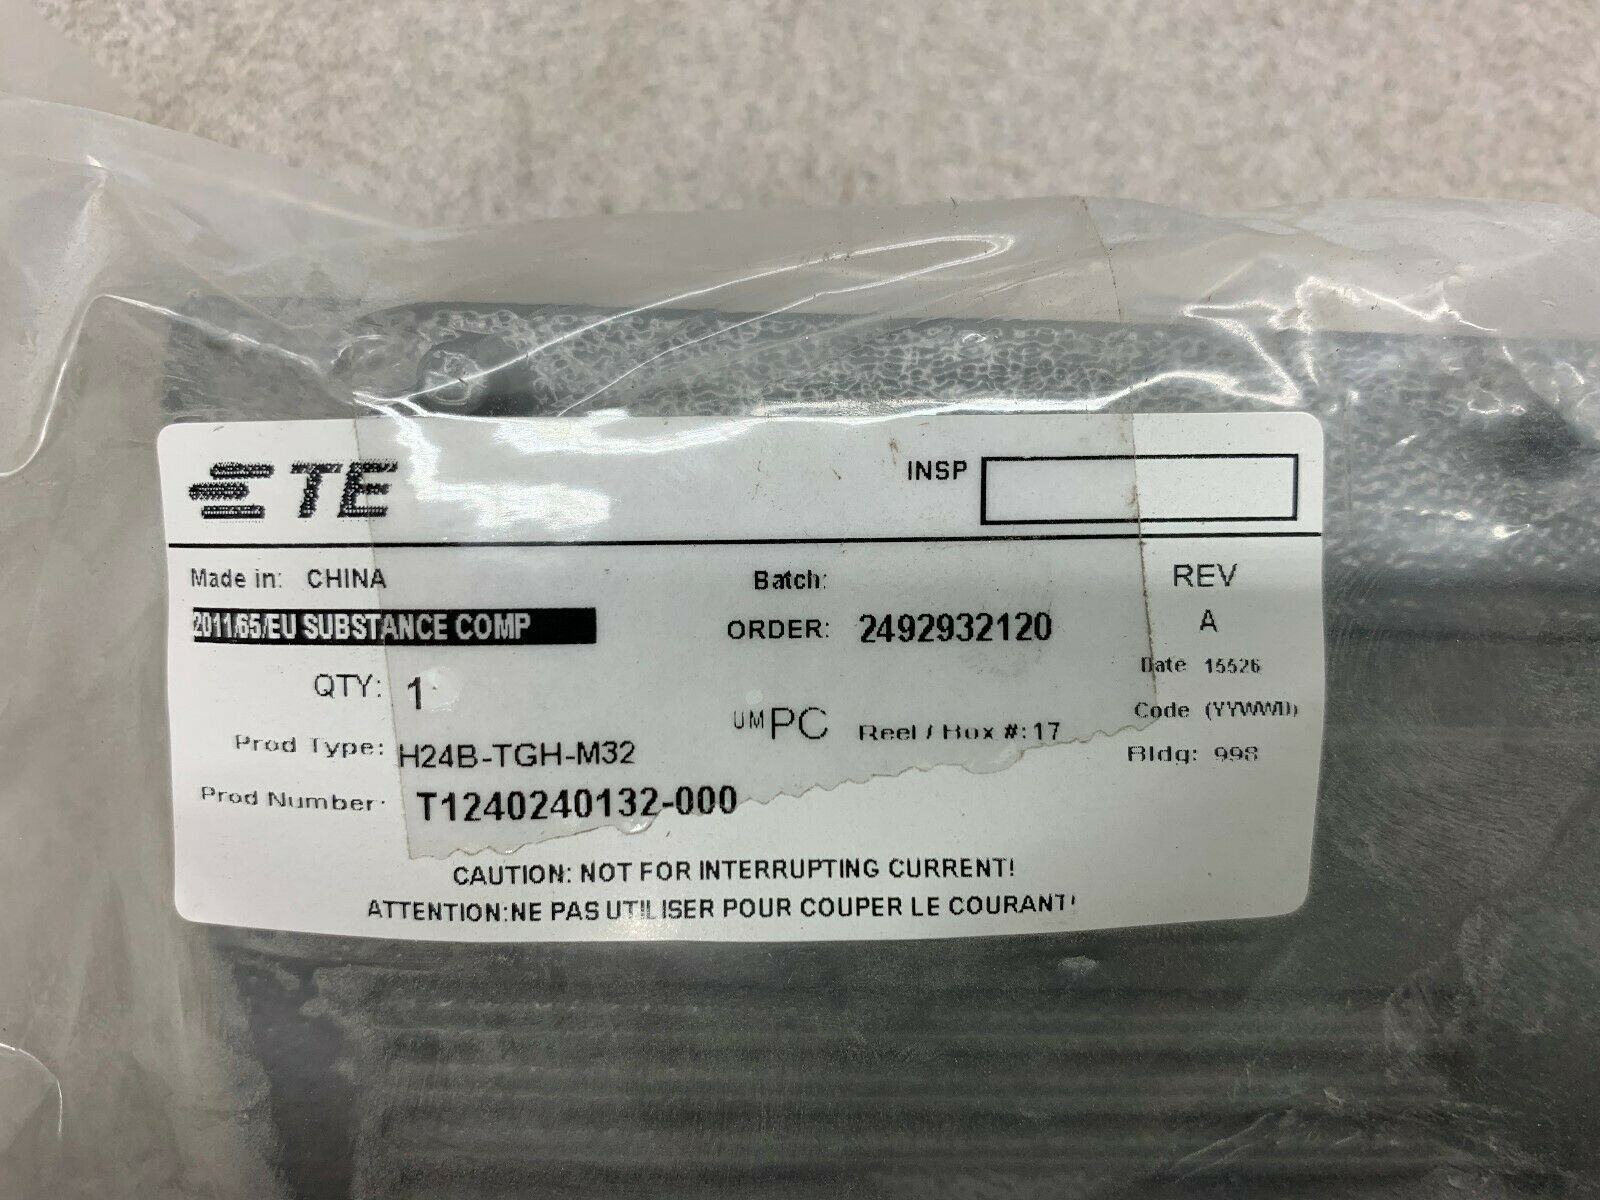 TE
INSP
Made in: CHINA
Batch:
REV
2011/65/EU SUBSTANCE COMP
ORDER: 2492932120
A
Date 15526
QTY: 1
UM PC
Reel / Box #: 17
Code (YYWWD)
Prod Type: H24B-TGH-M32
Bldg: 998
Prod Number: T1240240132-000
CAUTION: NOT FOR INTERRUPTING CURRENT!
ATTENTION:NE PAS UTILISER POUR COUPER LE COURANT!